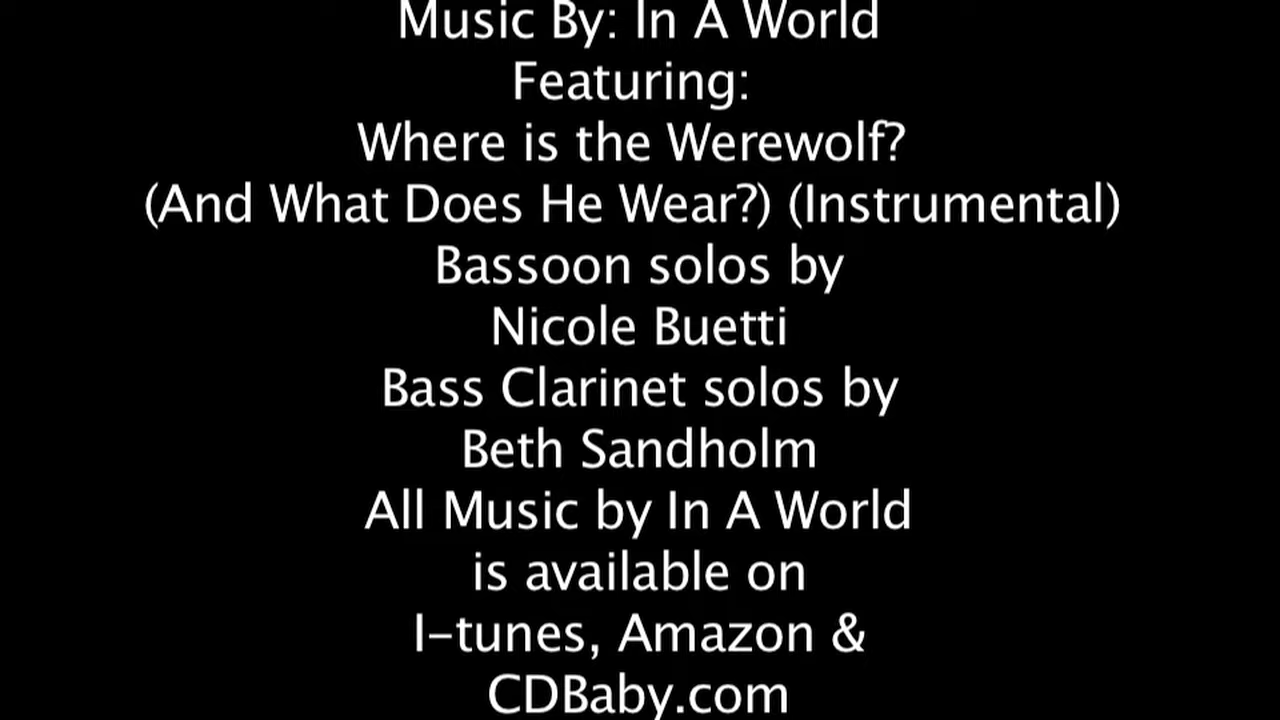 Music By: In A World
Featuring:
Where is the Werewolf?
(And What Does He Wear?) (Instrumental)
Bassoon solos by
Nicole Buetti
Bass Clarinet solos by
Beth Sandholm
All Music by In A World
is available on
I-tunes, Amazon &
CDBaby.com